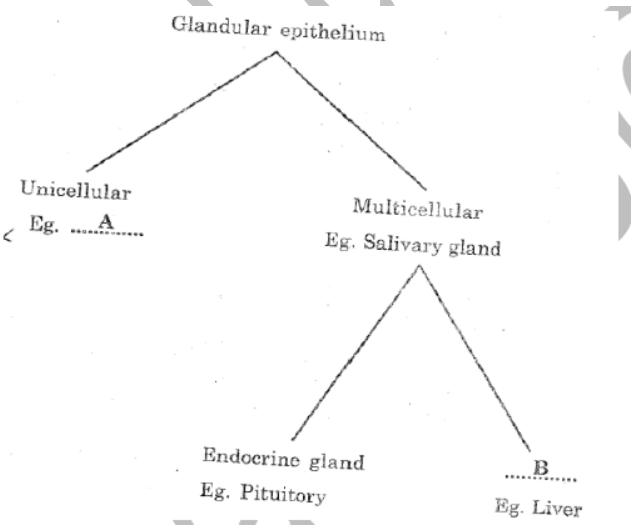 Glandular epithelium
Unicellular
Eg. ....A....
Multicellular
Eg. Salivary gland
Endocrine gland
Eg. Pituitory
....B....
Eg. Liver